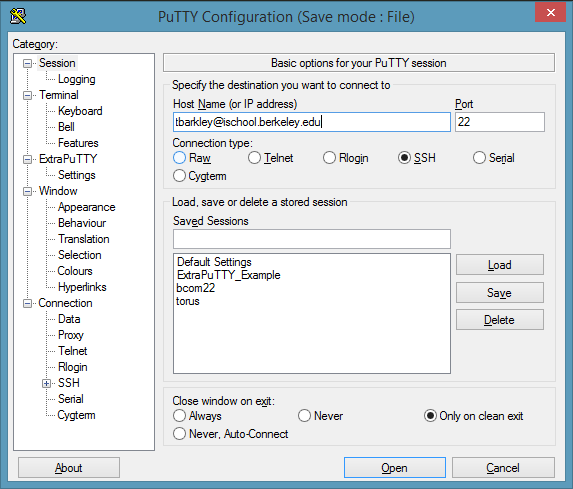 PuTTY Configuration (Save mode : File)
Category:
Session
Logging
Terminal
Keyboard
Bell
Features
ExtraPuTTY
Settings
Window
Appearance
Behaviour
Translation
Selection
Colours
Hyperlinks
Connection
Data
Proxy
Telnet
Rlogin
SSH
Serial
Cygterm
Basic options for your PuTTY session
Specify the destination you want to connect to
Host Name (or IP address) Port
tbarkley@ischool.berkeley.edu 22
Connection type:
Raw Telnet Rlogin SSH Serial
Cygterm
Load, save or delete a stored session
Saved Sessions
Default Settings
ExtraPuTTY_Example
bcom22
torus
Load
Save
Delete
Close window on exit:
Always Never Only on clean exit
Never, Auto-Connect
About Open Cancel